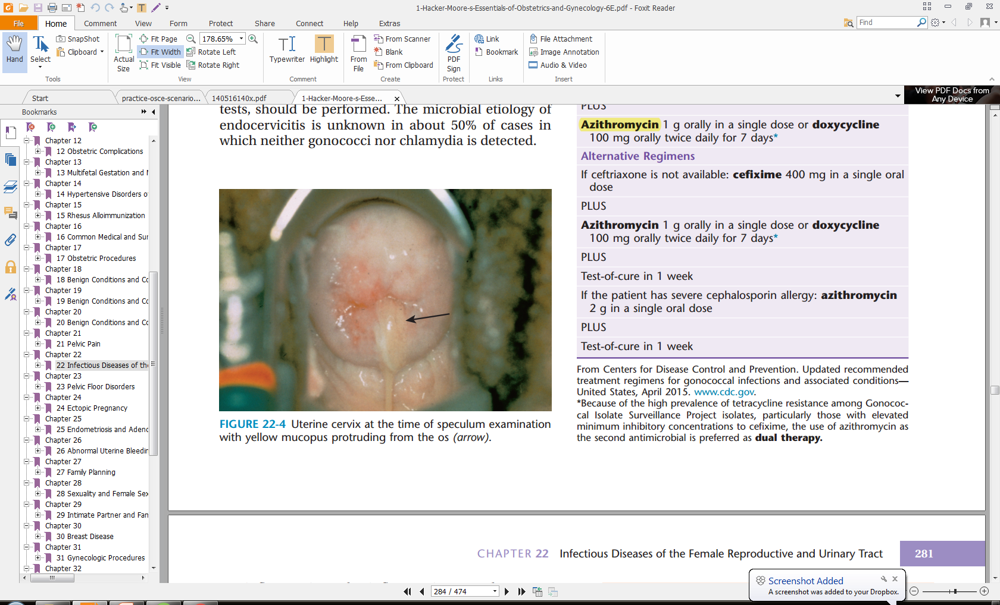 1-Hacker-Moore-s-Essentials-of-Obstetrics-and-Gynecology-6E.pdf - Foxit Reader
File Home Comment View Form Protect Share Connect Help Extras
Find
Hand
Select
SnapShot
Clipboard
Tools
Actual Size
Fit Page
Fit Width
Fit Visible
178.65%
Rotate Left
Rotate Right
View
Typewriter
Highlight
Comment
From File
From Scanner
Blank
From Clipboard
Create
PDF Sign
Protect
Link
Bookmark
Links
File Attachment
Image Annotation
Audio & Video
Insert
Start
practice-osce-scenario...
140516140x.pdf
1-Hacker-Moore-s-Esse...
View PDF Docs from
Any Device
Bookmarks
Chapter 12
12 Obstetric Complications
Chapter 13
13 Multifetal Gestation and
Chapter 14
14 Hypertensive Disorders
Chapter 15
15 Rhesus Alloimmunization
Chapter 16
16 Common Medical and
Chapter 17
17 Obstetric Procedures
Chapter 18
18 Benign Conditions and
Chapter 19
19 Benign Conditions and
Chapter 20
20 Benign Conditions and
Chapter 21
21 Pelvic Pain
Chapter 22
22 Infectious Diseases of
Chapter 23
23 Pelvic Floor Disorders
Chapter 24
24 Ectopic Pregnancy
Chapter 25
25 Endometriosis and
Chapter 26
26 Abnormal Uterine
Chapter 27
27 Family Planning
Chapter 28
28 Sexuality and Female
Chapter 29
29 Intimate Partner and
Chapter 30
30 Breast Disease
Chapter 31
31 Gynecologic Procedures
Chapter 32
tests, should be performed. The microbial etiology of
endocervicitis is unknown in about 50% of cases in
which neither gonococci nor chlamydia is detected.
FIGURE 22-4 Uterine cervix at the time of speculum examination
with yellow mucopus protruding from the os (arrow).
PLUS
Azithromycin 1 g orally in a single dose or doxycycline
100 mg orally twice daily for 7 days*
Alternative Regimens
If ceftriaxone is not available: cefixime 400 mg in a single oral
dose
PLUS
Azithromycin 1 g orally in a single dose or doxycycline
100 mg orally twice daily for 7 days*
PLUS
Test-of-cure in 1 week
If the patient has severe cephalosporin allergy: azithromycin
2 g in a single oral dose
PLUS
Test-of-cure in 1 week
From Centers for Disease Control and Prevention. Updated recommended
treatment regimens for gonococcal infections and associated conditions—
United States, April 2015. www.cdc.gov.
*Because of the high prevalence of tetracycline resistance among Gonococ-
cal Isolate Surveillance Project isolates, particularly those with elevated
minimum inhibitory concentrations to cefixime, the use of azithromycin as
the second antimicrobial is preferred as dual therapy.
CHAPTER 22 Infectious Diseases of the Female Reproductive and Urinary Tract 281
284 / 474
Screenshot Added
A screenshot was added to your Dropbox.